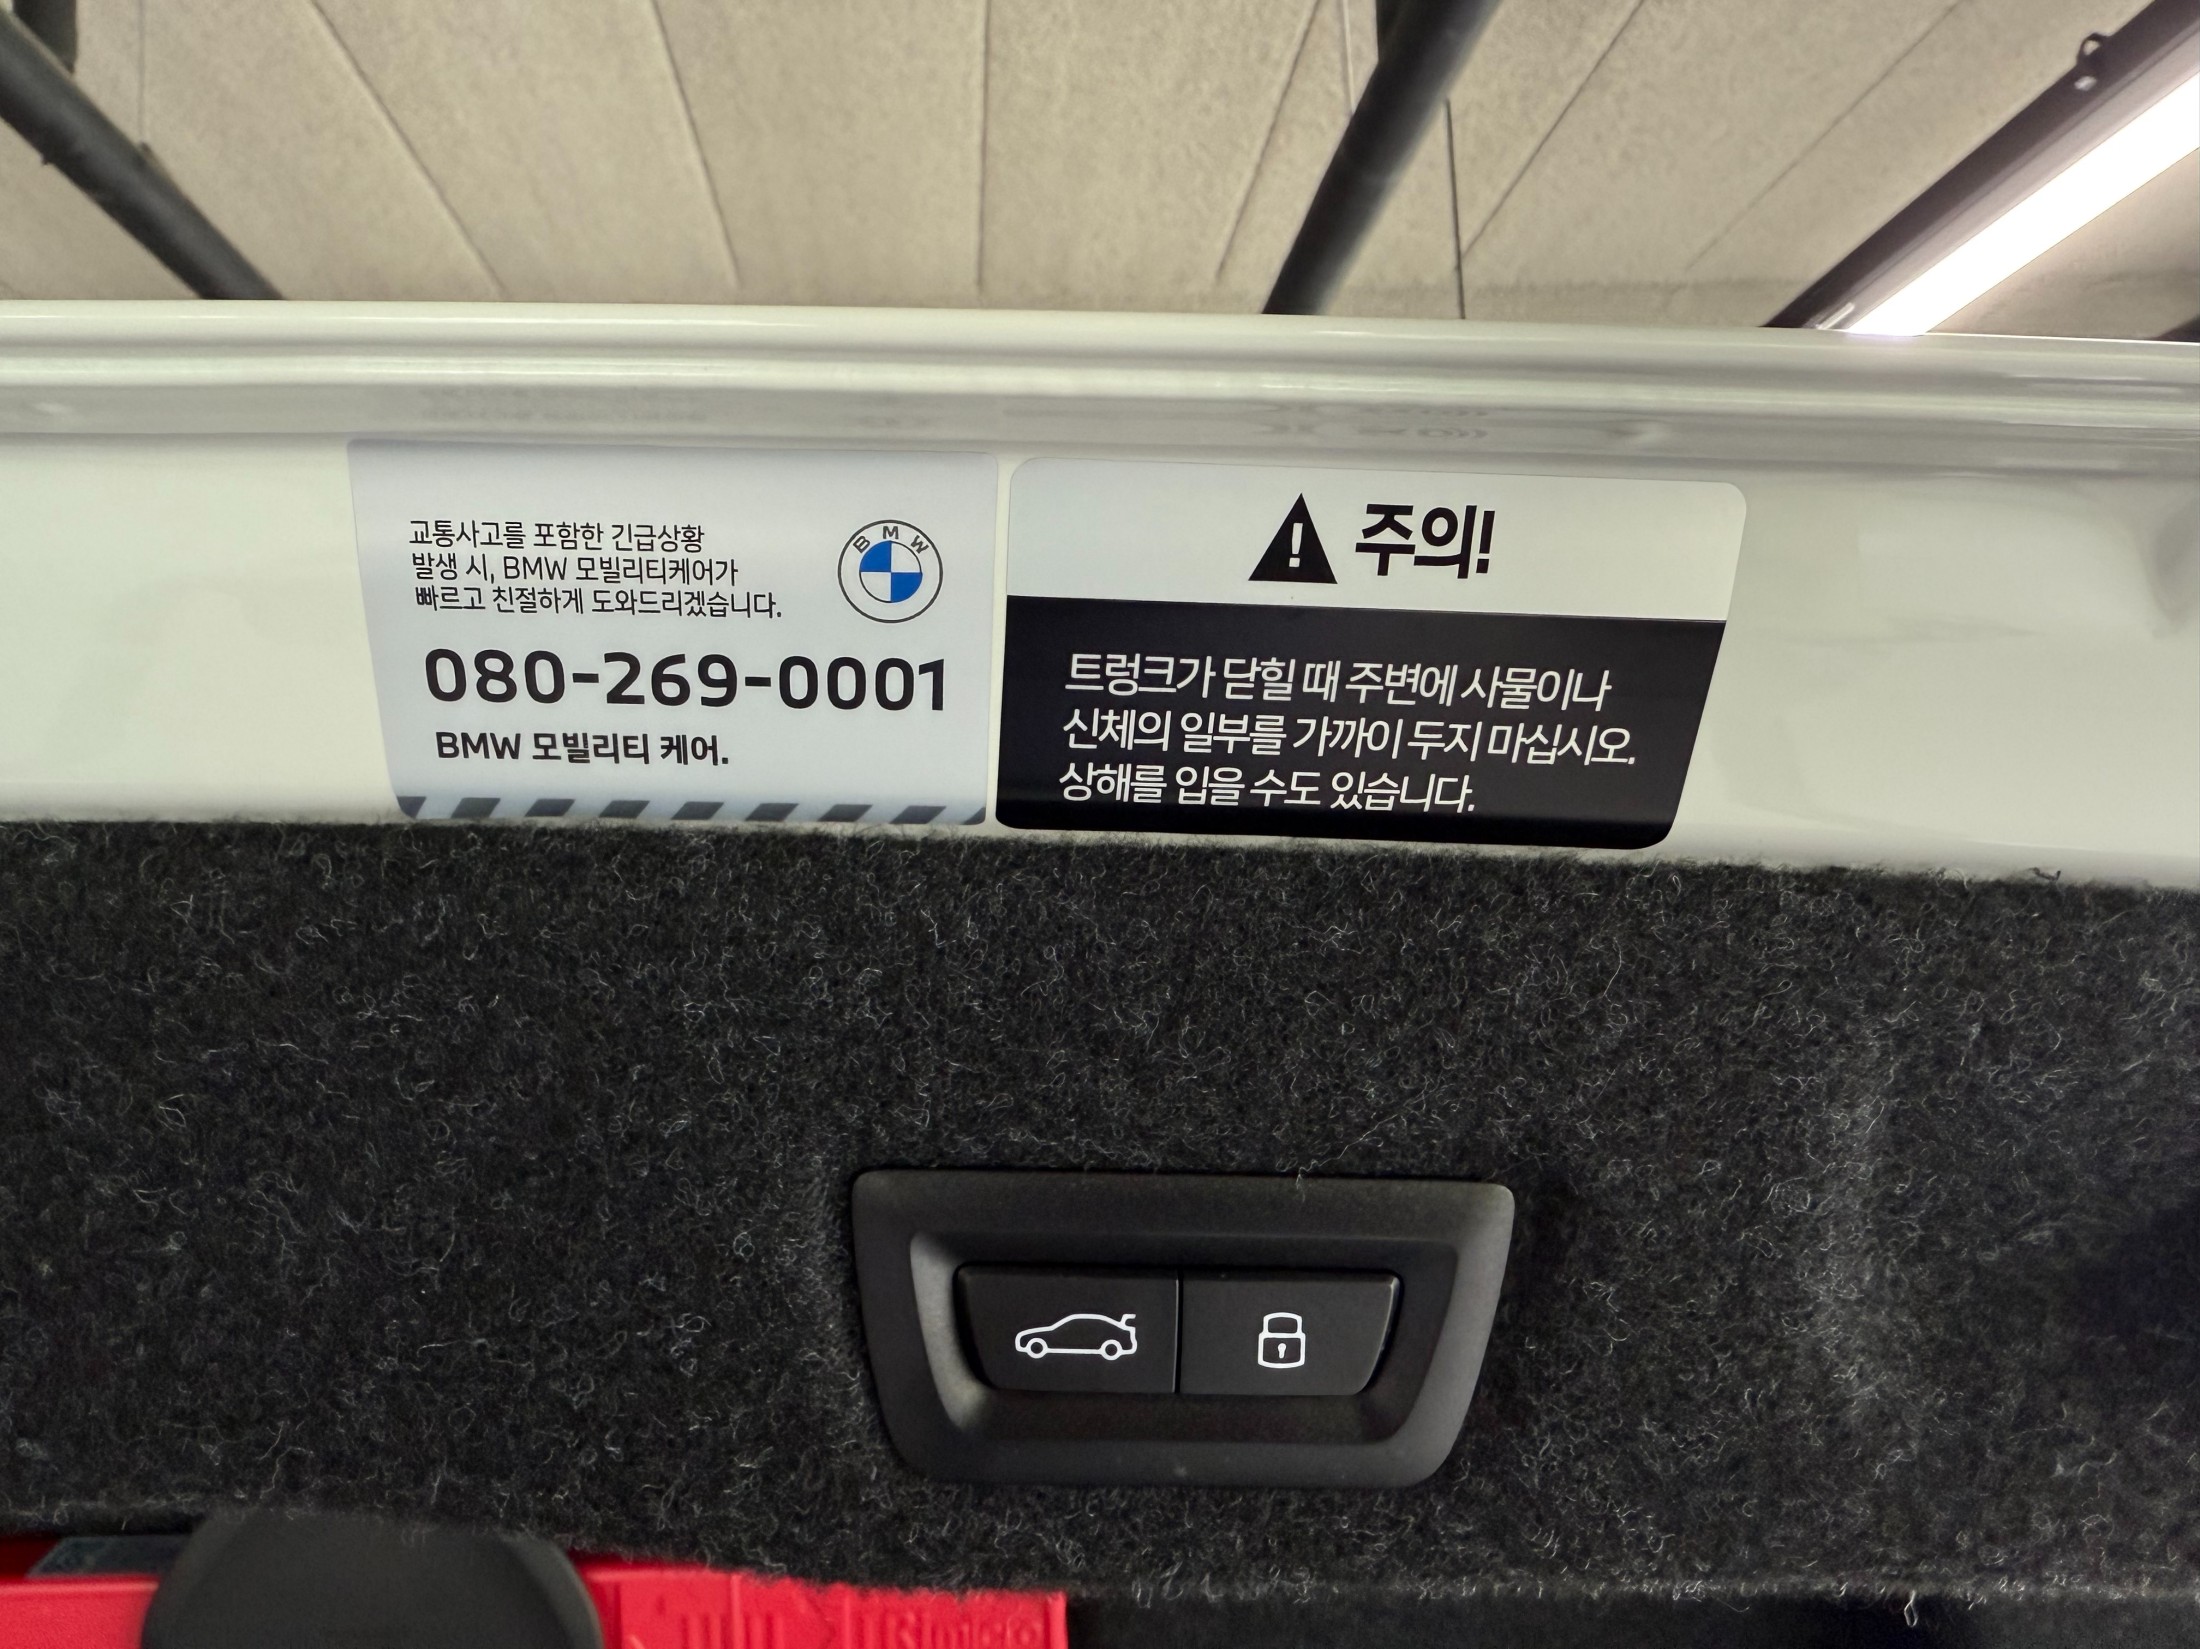 교통사고를 포함한 긴급상황
발생 시, BMW 모빌리티케어가
빠르고 친절하게 도와드리겠습니다.
BMW
080-269-0001
BMW 모빌리티 케어.
주의!
트렁크가 닫힐 때 주변에 사물이나
신체의 일부를 가까이 두지 마십시오.
상해를 입을 수도 있습니다.